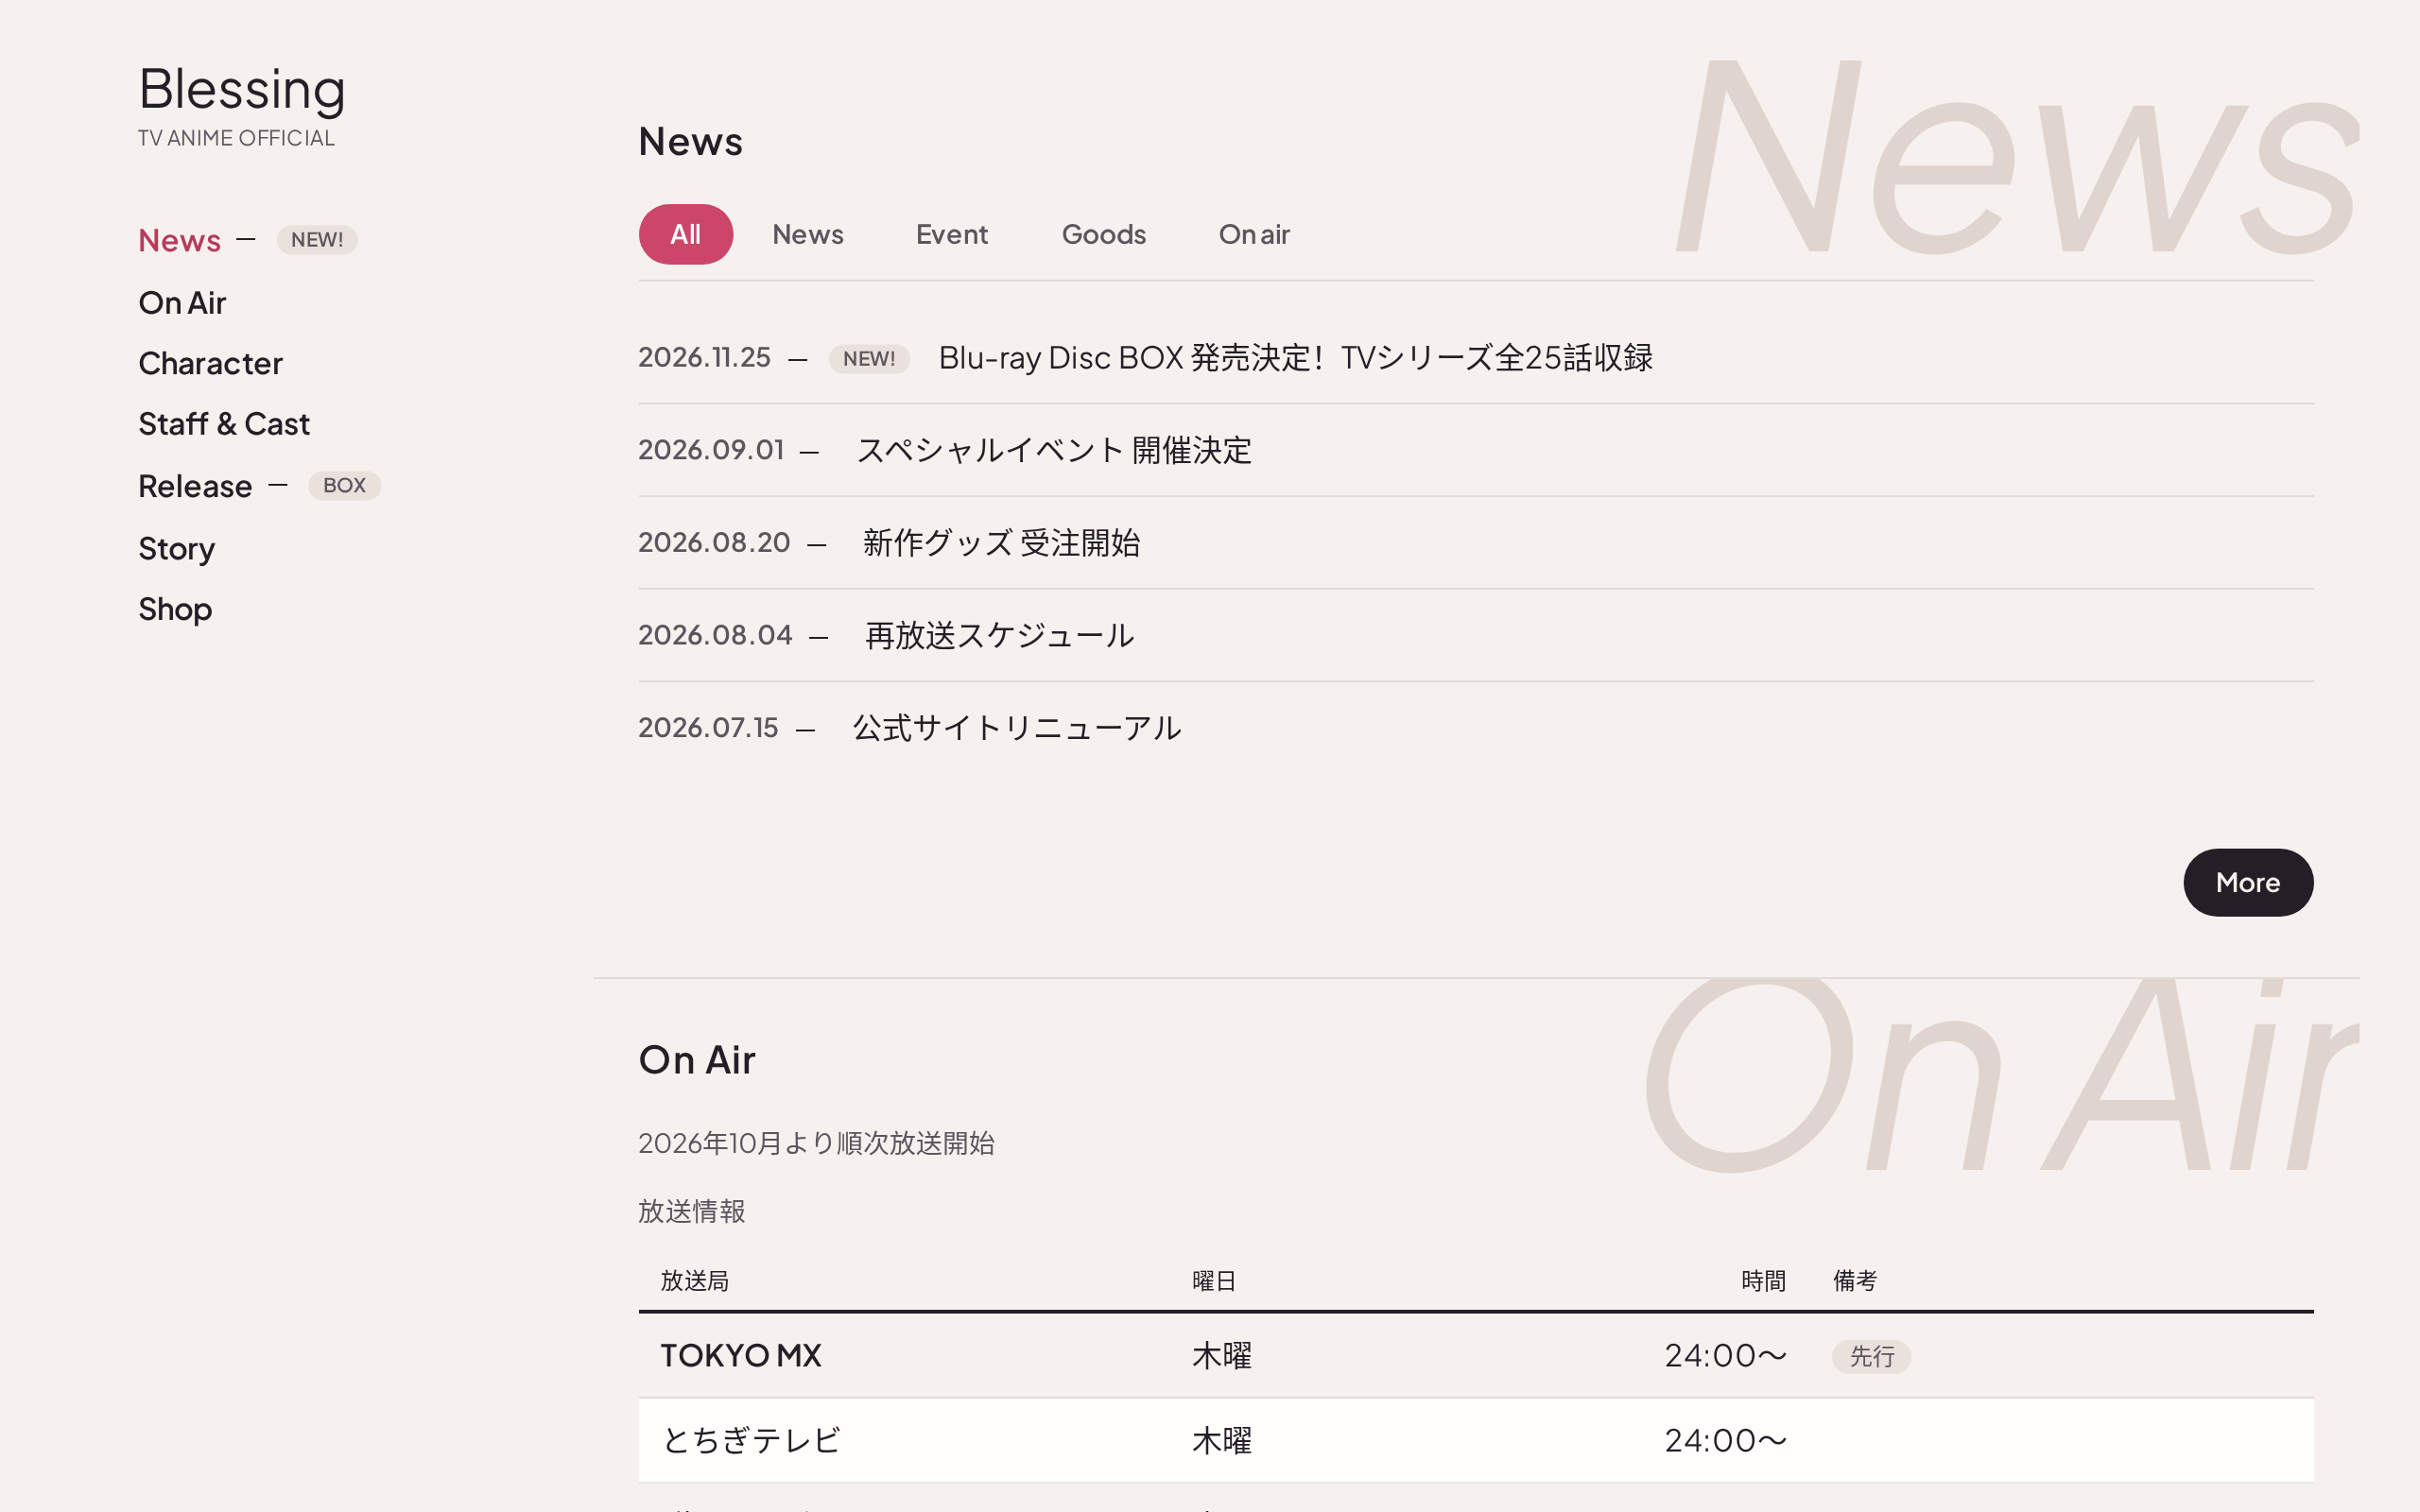 Blessing
TV ANIME OFFICIAL
News — NEW!
On Air
Character
Staff & Cast
Release — BOX
Story
Shop
News
News
All News Event Goods On air
2026.11.25 — NEW! Blu-ray Disc BOX 発売決定！TVシリーズ全25話収録
2026.09.01 — スペシャルイベント 開催決定
2026.08.20 — 新作グッズ 受注開始
2026.08.04 — 再放送スケジュール
2026.07.15 — 公式サイトリニューアル
More
On Air
On Air
2026年10月より順次放送開始
放送情報
放送局 曜日 時間 備考
TOKYO MX 木曜 24:00〜 先行
とちぎテレビ 木曜 24:00〜